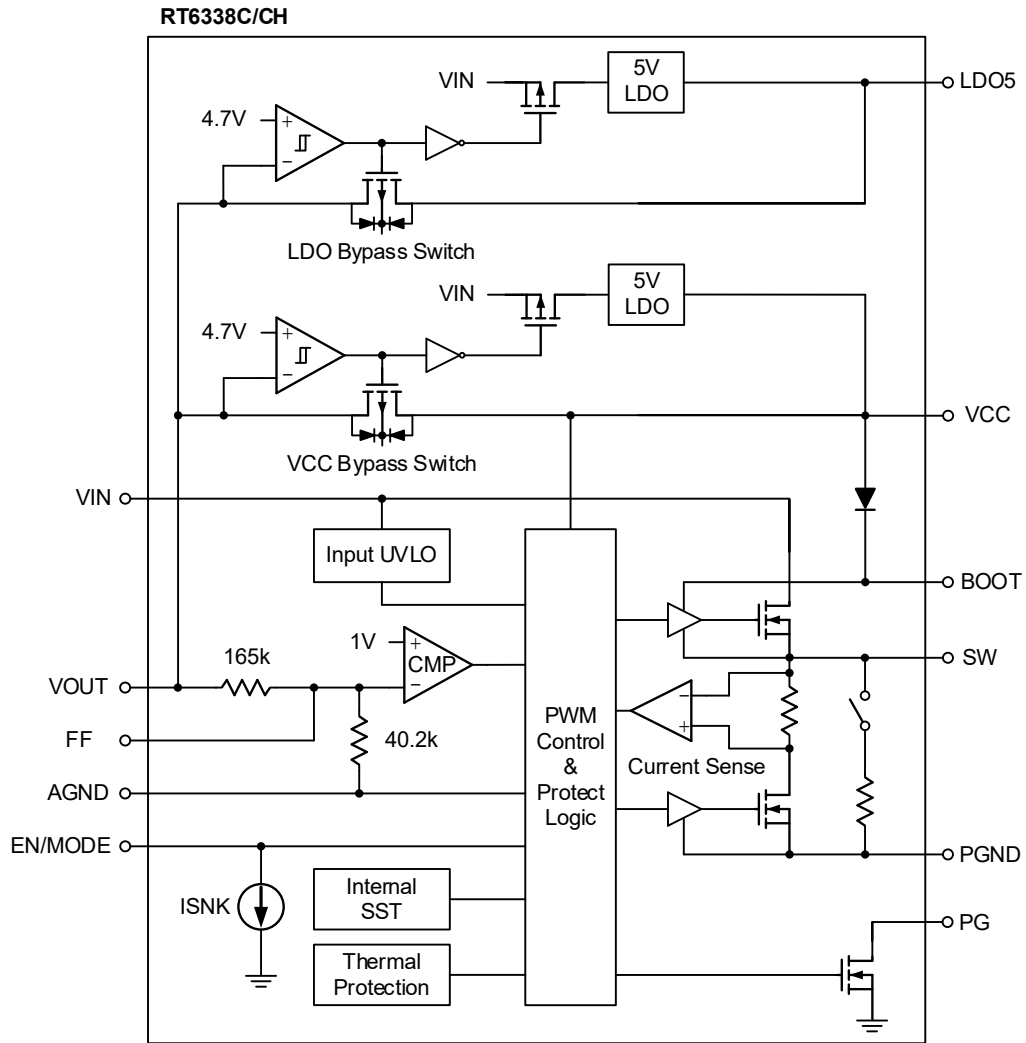 RT6338C/CH
VIN
5V
LDO
LDO5
4.7V
+
−
LDO Bypass Switch
VIN
5V
LDO
4.7V
+
−
VCC
VCC Bypass Switch
VIN
Input UVLO
BOOT
1V
+
CMP
−
165k
SW
VOUT
−
+
PWM
Control
&
Protect
Logic
FF
40.2k
Current Sense
AGND
EN/MODE
PGND
ISNK
Internal
SST
PG
Thermal
Protection